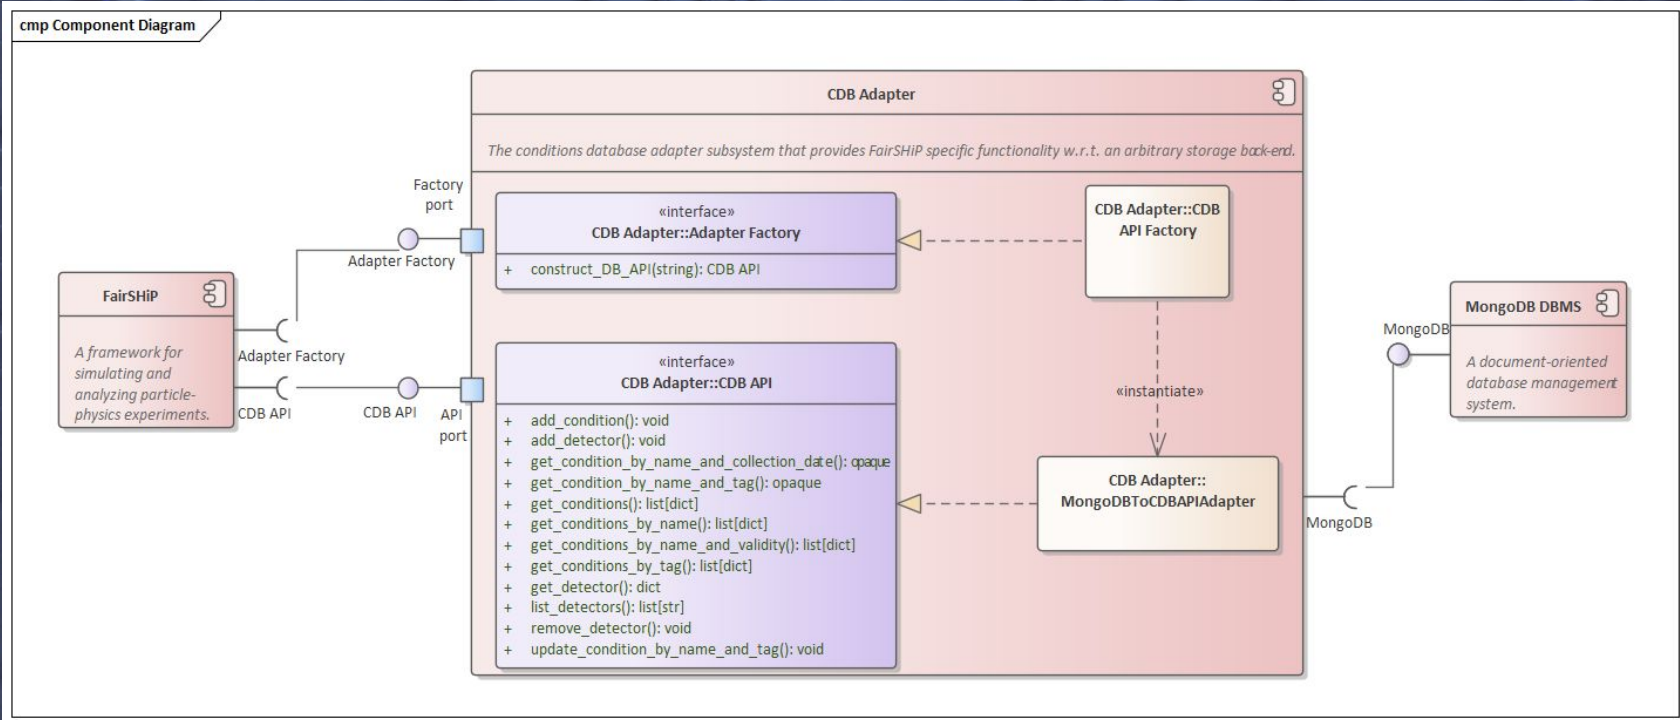 cmp Component Diagram
CDB Adapter
The conditions database adapter subsystem that provides FairSHiP specific functionality w.r.t. an arbitrary storage back-end.
Factory
port
Adapter Factory
«interface»
CDB Adapter::Adapter Factory
+ construct_DB_API(string): CDB API
CDB Adapter::CDB
API Factory
FairSHiP
A framework for
simulating and
analyzing particle-
physics experiments.
Adapter Factory
CDB API
CDB API
API
port
«interface»
CDB Adapter::CDB API
+ add_condition(): void
+ add_detector(): void
+ get_condition_by_name_and_collection_date(): opaque
+ get_condition_by_name_and_tag(): opaque
+ get_conditions(): list[dict]
+ get_conditions_by_name(): list[dict]
+ get_conditions_by_name_and_validity(): list[dict]
+ get_conditions_by_tag(): list[dict]
+ get_detector(): dict
+ list_detectors(): list[str]
+ remove_detector(): void
+ update_condition_by_name_and_tag(): void
«instantiate»
CDB Adapter::
MongoDBToCDBAPIAdapter
MongoDB
MongoDB
MongoDB DBMS
A document-oriented
database management
system.